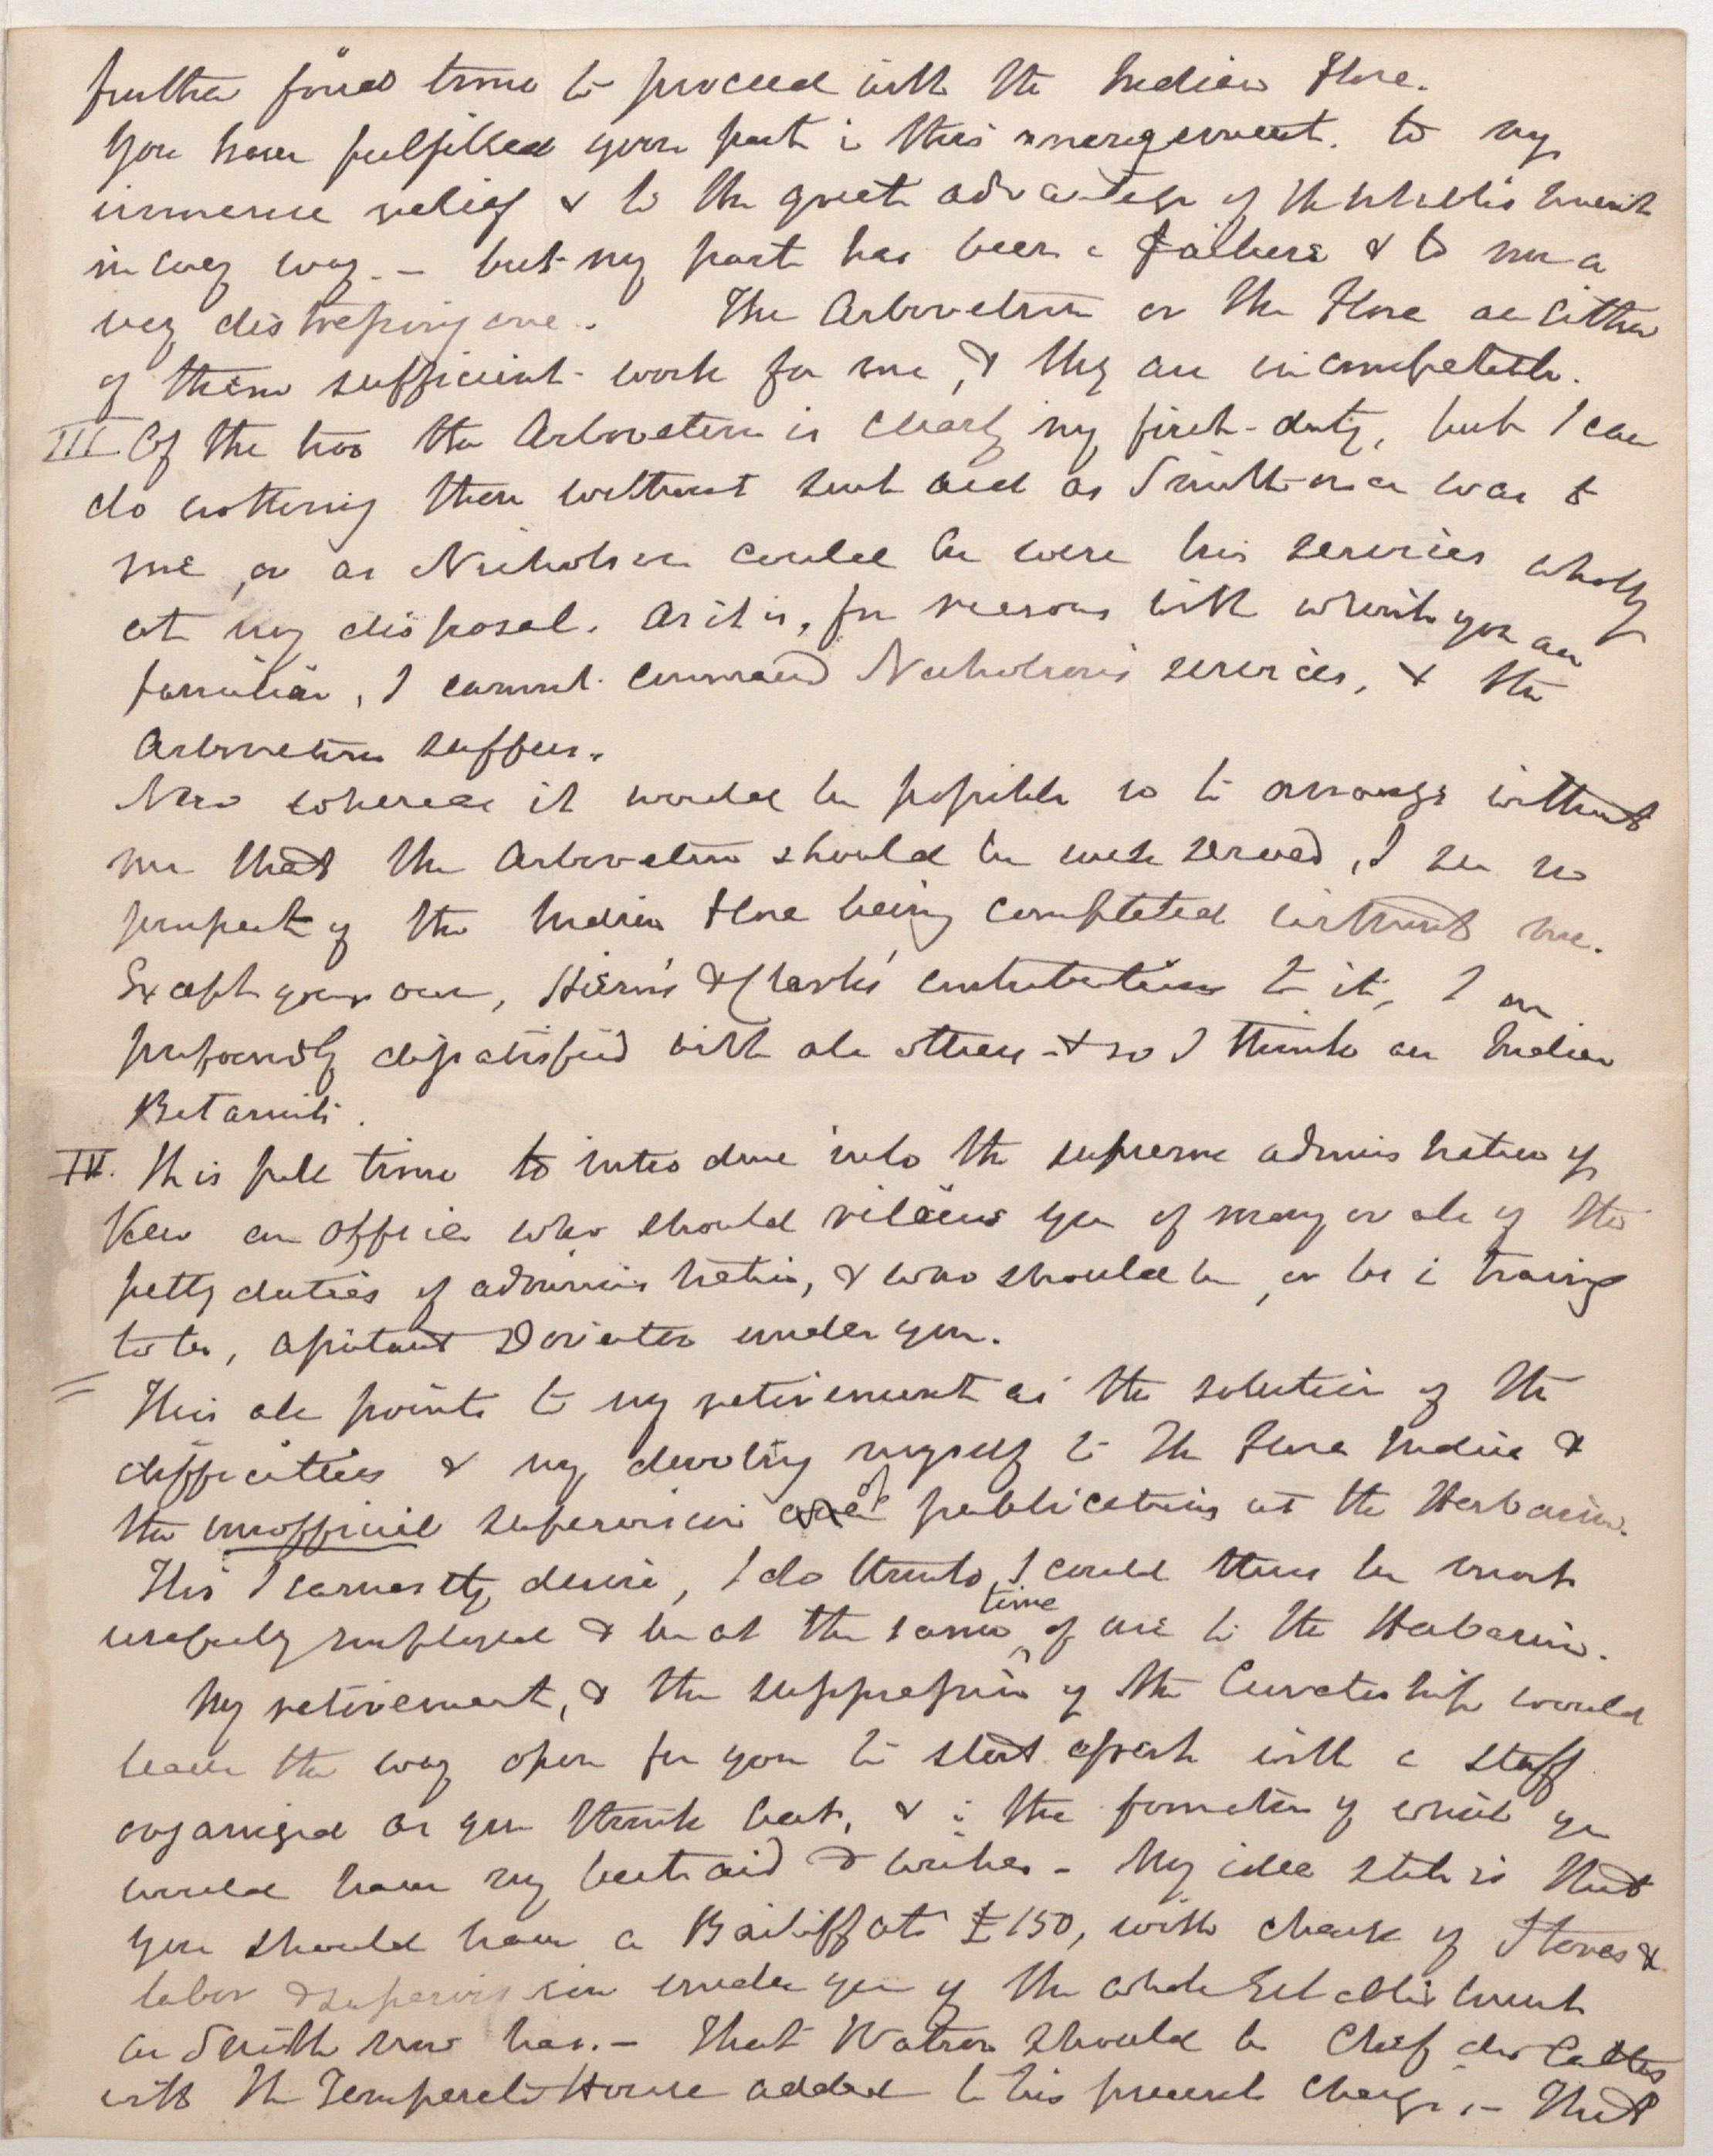 further found time to proceed with the Indian Flora.
You have fulfilled your part in this arrangement, to my
immense relief & to the great advantage of the establishment
in every way. — but my part has been a failure & to me a
very distressing one. The Arboretum or the Flora are either
of them sufficient work for me, & they are incompatible.
III Of the two the Arboretum is clearly my first duty, but I can
do nothing there without such aid as Smith once was to
me, or as Nicholson could be were his services wholly
at my disposal. As it is, for reasons with which you are
familiar, I cannot command Nicholson's services, & the
Arboretum suffers.
Now whereas it would be possible so to arrange without
me that the Arboretum should be well served, I see no
prospect of the Indian Flora being completed without me.
Except your own, Hiern's & Clarke's contributions to it, I am
profoundly dissatisfied with all others — & so I think are Indian
Botanists.
IV. It is full time to introduce into the supreme administration of
Kew an officer who should relieve you of many or all of the
petty duties of administration, & who should be, or be in training
to be, assistant Director under you.
This all points to my retirement as the solution of the
difficulties & my devoting myself to the Flora Indica &
the unofficial supervision of publications at the Herbarium.
This I earnestly desire, I do think I could thus be most
usefully employed & be at the same time of use to the Herbarium.
My retirement, & the suppression of the Curatorship would
leave the way open for you to start afresh with a staff
organized as you think best, & in the formation of which you
would have my best aid & wishes — My idea still is that
you should have a Bailiff at £150, with charge of Stores &
labor & supervision under you of the whole Establishment
as Smith now has. — That Watson should be Chef des Cultures
with the Temperate House added to his present charge, — That